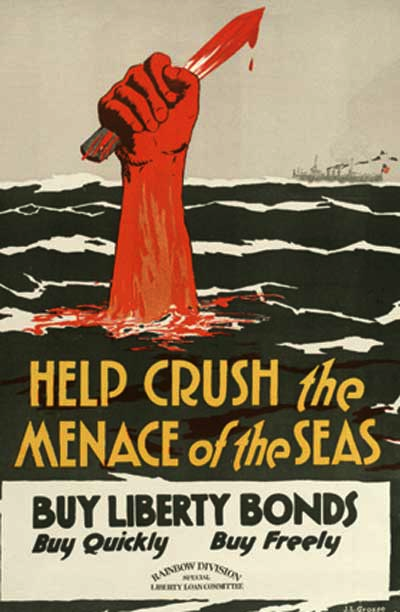 HELP CRUSH the
MENACE of the SEAS
BUY LIBERTY BONDS
Buy Quickly Buy Freely
RAINBOW DIVISION
SPECIAL
LIBERTY LOAN COMMITTEE
J.L. Grosse